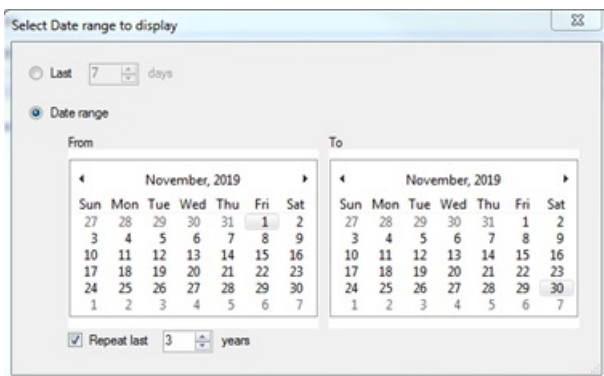 Select Date range to display
Last 7 days
Date range
From
November, 2019
Sun Mon Tue Wed Thu Fri Sat
27 28 29 30 31 1 2
3 4 5 6 7 8 9
10 11 12 13 14 15 16
17 18 19 20 21 22 23
24 25 26 27 28 29 30
1 2 3 4 5 6 7
To
November, 2019
Sun Mon Tue Wed Thu Fri Sat
27 28 29 30 31 1 2
3 4 5 6 7 8 9
10 11 12 13 14 15 16
17 18 19 20 21 22 23
24 25 26 27 28 29 30
1 2 3 4 5 6 7
Repeat last 3 years